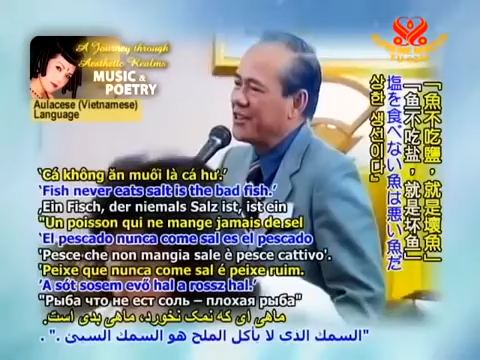 A Journey through
Aesthetic Realms
MUSIC &
POETRY
Aulacese (Vietnamese)
Language
'Cá không ăn muối là cá hư.'
'Fish never eats salt is the bad fish.'
„Ein Fisch, der niemals Salz ist, ist ein
"Un poisson qui ne mange jamais de sel
'El pescado nunca come sal es el pescado
'Pesce che non mangia sale è pesce cattivo'.
'Peixe que nunca come sal é peixe ruim.
'A sót sosem evő hal a rossz hal.'
"Рыба что не ест соль – плохая рыба"
ماهی ای که نمک نخورد، ماهی بدی است.
"السمك الذي لا يأكل الملح هو السمك السيئ ." .
「魚不吃鹽，就是壞魚」
「鱼不吃盐，就是坏鱼」
塩を食べない魚は悪い魚だ